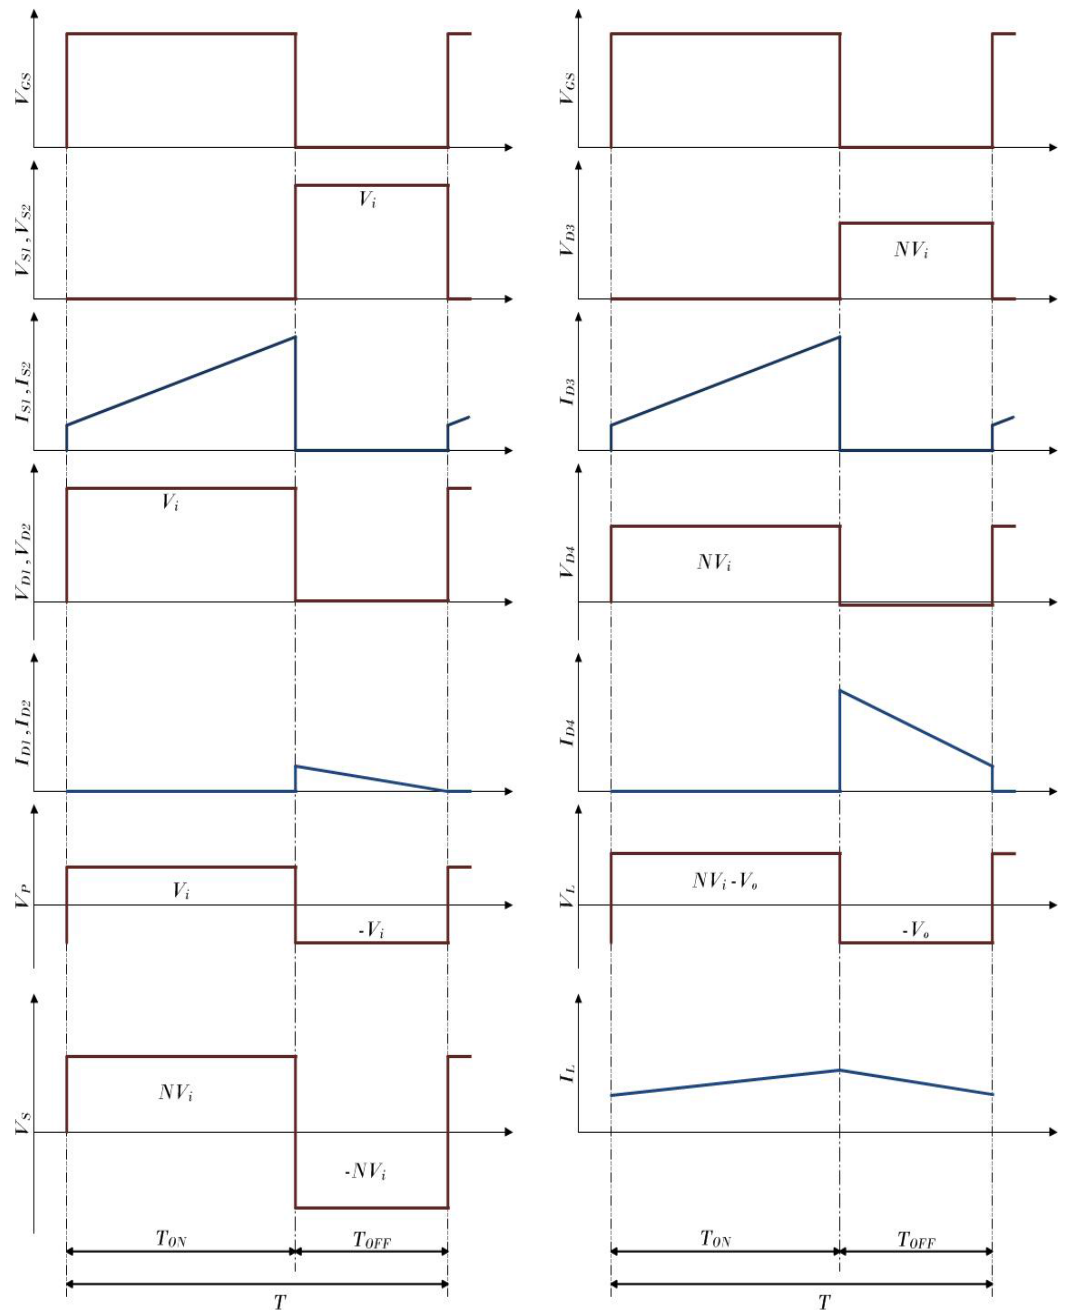 V_GS
V_S1, V_S2
V_i
I_S1, I_S2
V_D1, V_D2
V_i
I_D1, I_D2
V_P
V_i
-V_i
V_S
NV_i
-NV_i
T_ON
T_OFF
T
V_GS
V_D3
NV_i
I_D3
V_D4
NV_i
I_D4
V_L
NV_i -V_o
-V_o
I_L
T_ON
T_OFF
T